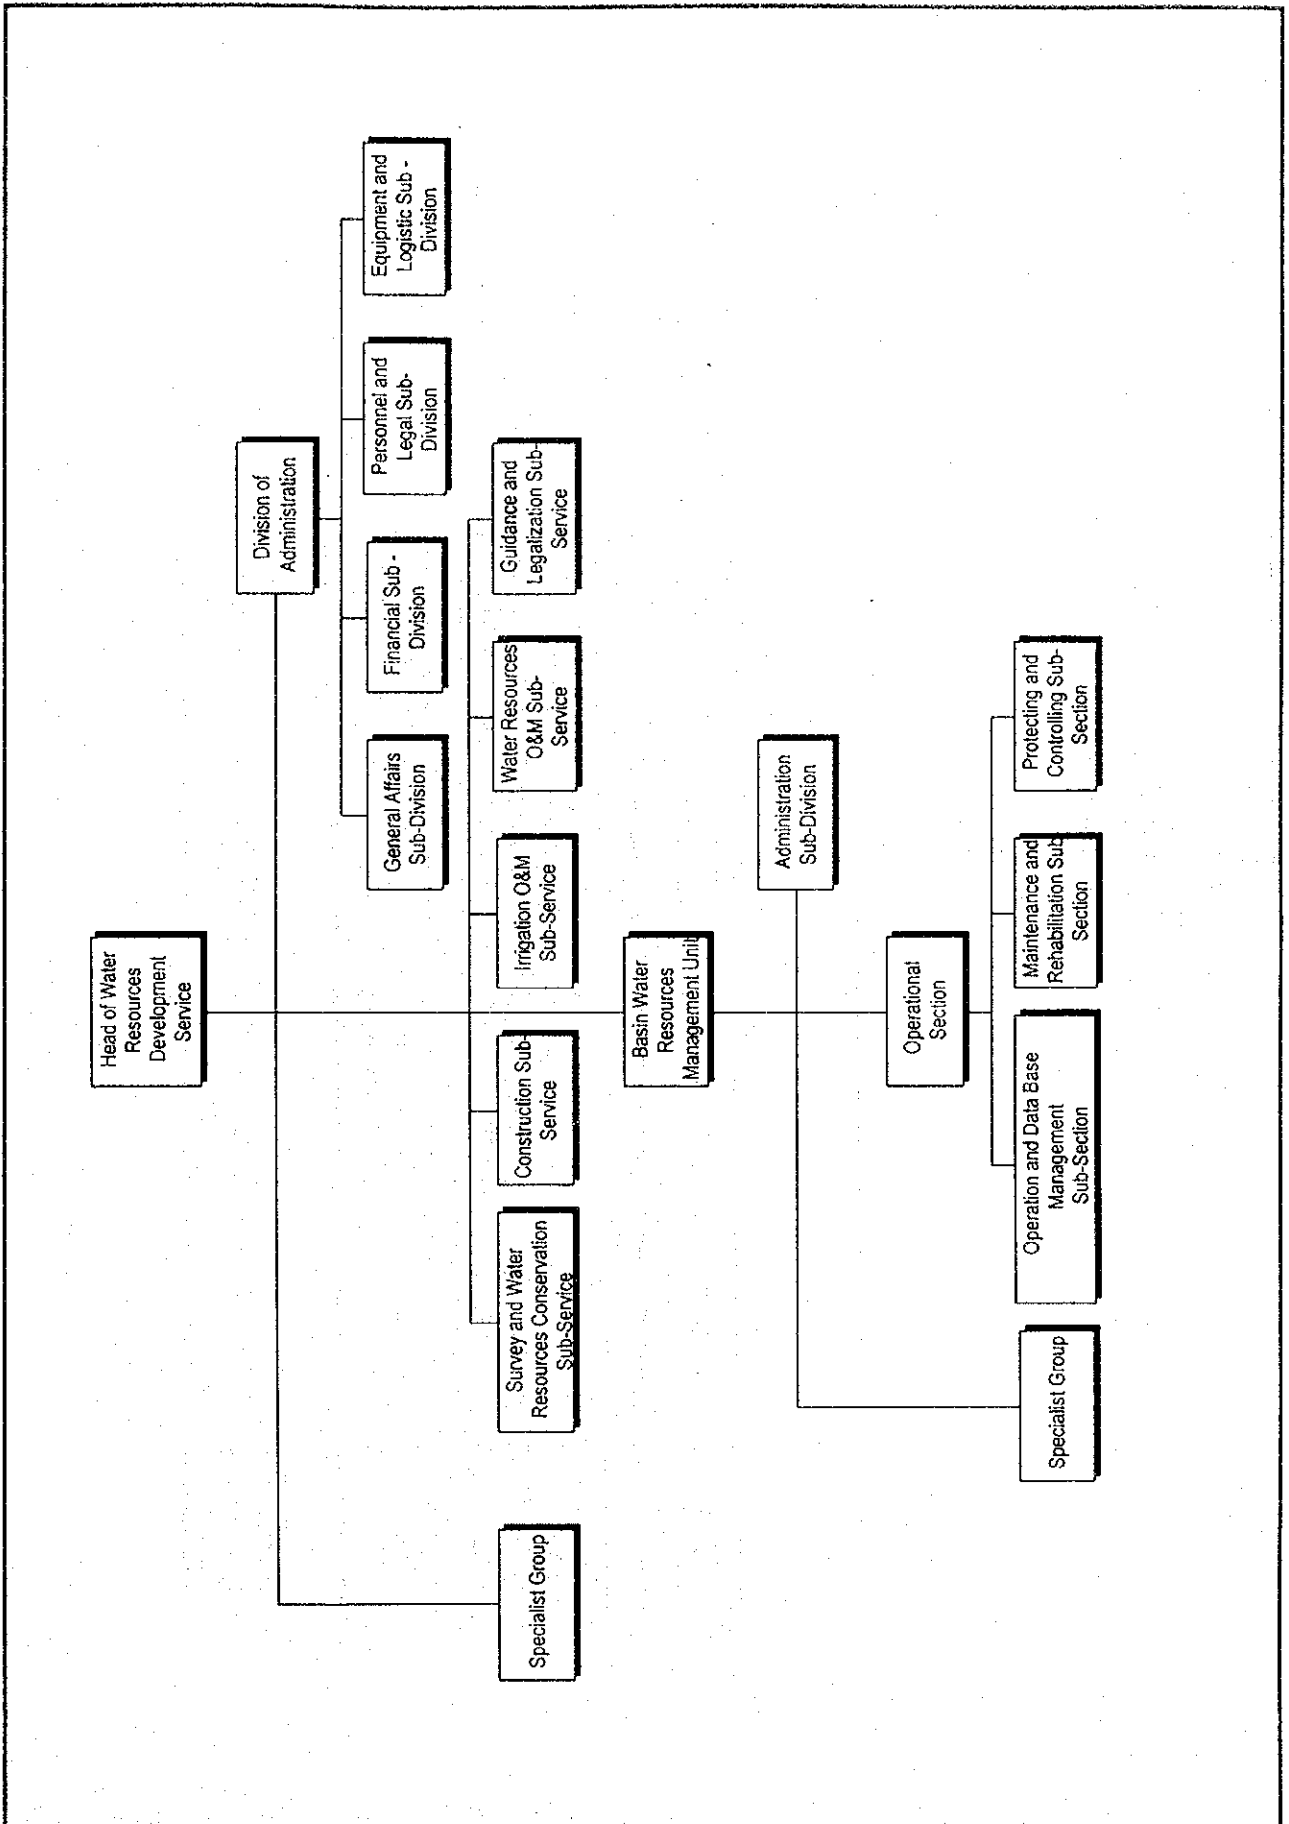 Head of Water
Resources
Development
Service
Division of
Administration
General Affairs
Sub-Division
Financial Sub -
Division
Personnel and
Legal Sub-
Division
Equipment and
Logistic Sub -
Division
Specialist Group
Survey and Water
Resources Conservation
Sub-Service
Construction Sub-
Service
Irrigation O&M
Sub-Service
Water Resources
O&M Sub-
Service
Guidance and
Legalization Sub-
Service
Basin Water
Resources
Management Unit
Administration
Sub-Division
Operational
Section
Specialist Group
Operation and Data Base
Management
Sub-Section
Maintenance and
Rehabilitation Sub
Section
Protecting and
Controlling Sub-
Section